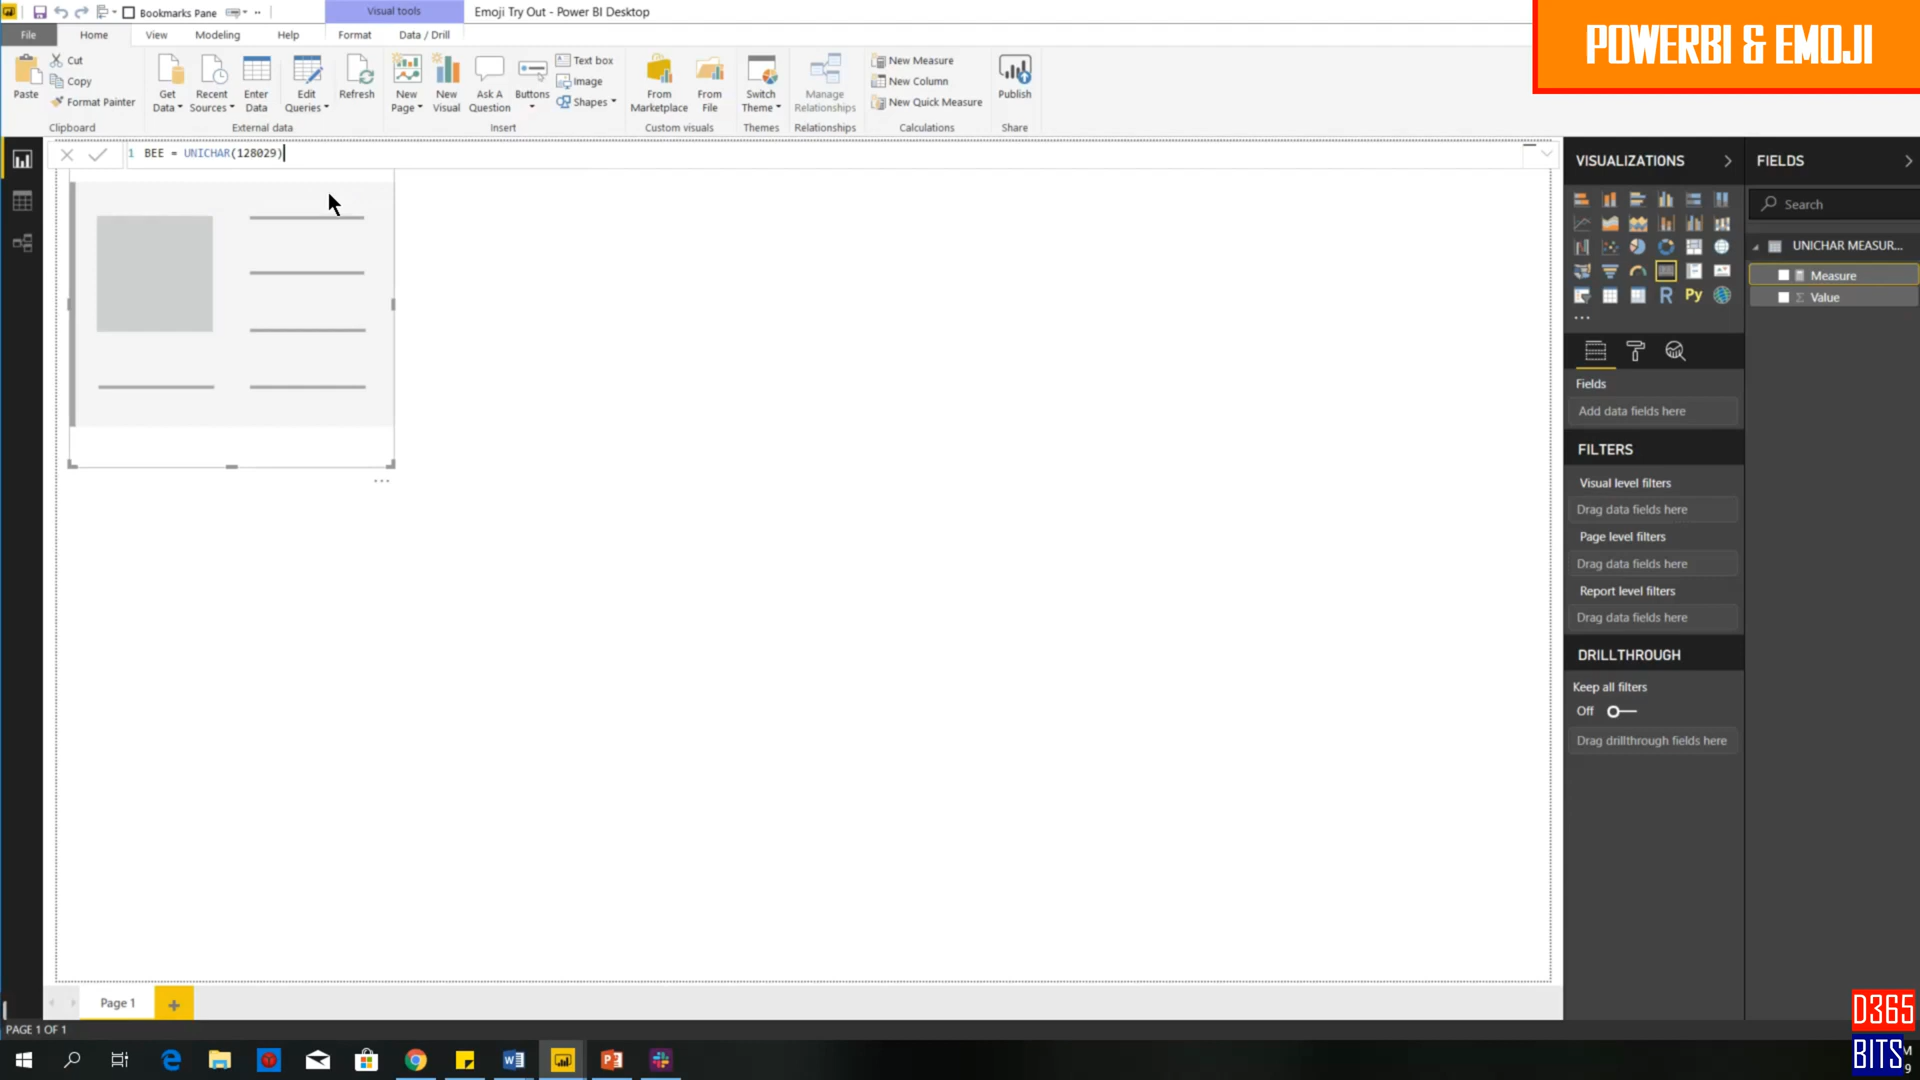 Bookmarks Pane
Visual tools
Emoji Try Out - Power BI Desktop
POWERBI & EMOJI
File
Home
View
Modeling
Help
Format
Data / Drill
Paste
Cut
Copy
Format Painter
Clipboard
Get Data
Recent Sources
Enter Data
Edit Queries
Refresh
External data
New Page
New Visual
Ask A Question
Buttons
Text box
Image
Shapes
Insert
From Marketplace
From File
Custom visuals
Switch Theme
Themes
Manage Relationships
Relationships
New Measure
New Column
New Quick Measure
Calculations
Publish
Share
1 BEE = UNICHAR(128029)
VISUALIZATIONS
R
Py
Fields
Add data fields here
FILTERS
Visual level filters
Drag data fields here
Page level filters
Drag data fields here
Report level filters
Drag data fields here
DRILLTHROUGH
Keep all filters
Off
Drag drillthrough fields here
FIELDS
Search
UNICHAR MEASUR...
Measure
Value
Page 1
PAGE 1 OF 1
D365
BITS